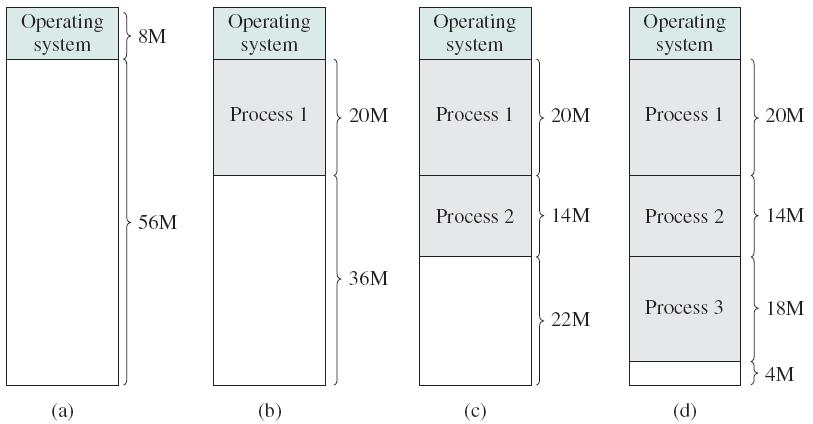 Operating
system
8M
56M
(a)
Operating
system
Process 1
20M
36M
(b)
Operating
system
Process 1
20M
Process 2
14M
22M
(c)
Operating
system
Process 1
20M
Process 2
14M
Process 3
18M
4M
(d)